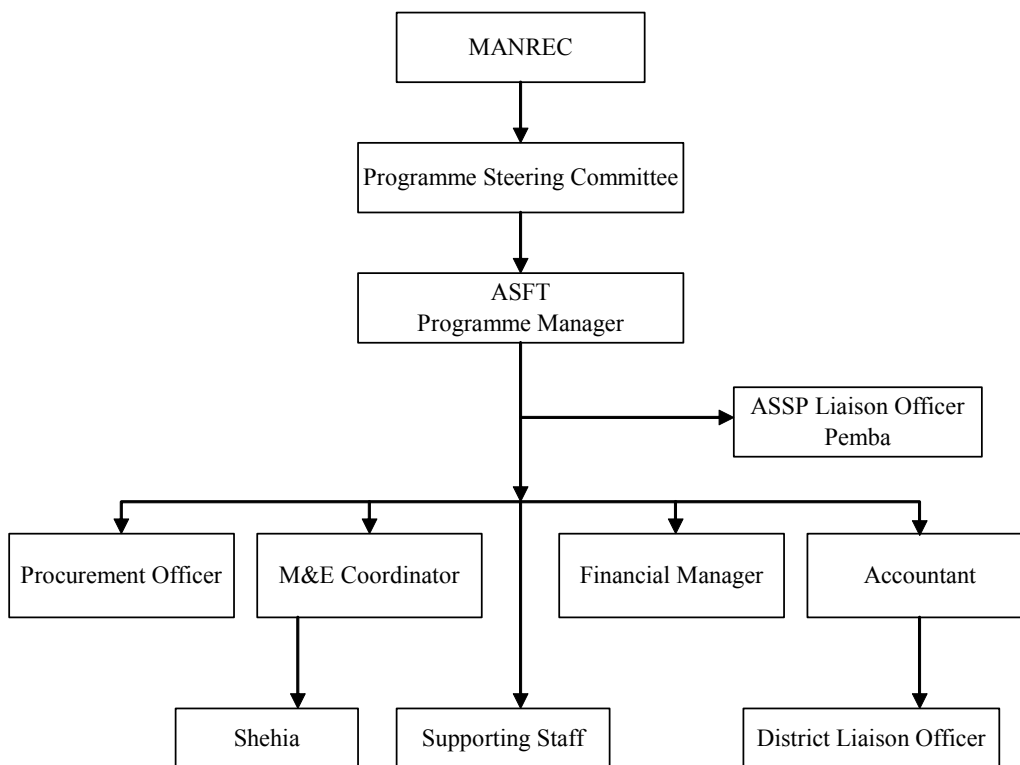 MANREC
Programme Steering Committee
ASFT
Programme Manager
ASSP Liaison Officer
Pemba
Procurement Officer
M&E Coordinator
Financial Manager
Accountant
Shehia
Supporting Staff
District Liaison Officer